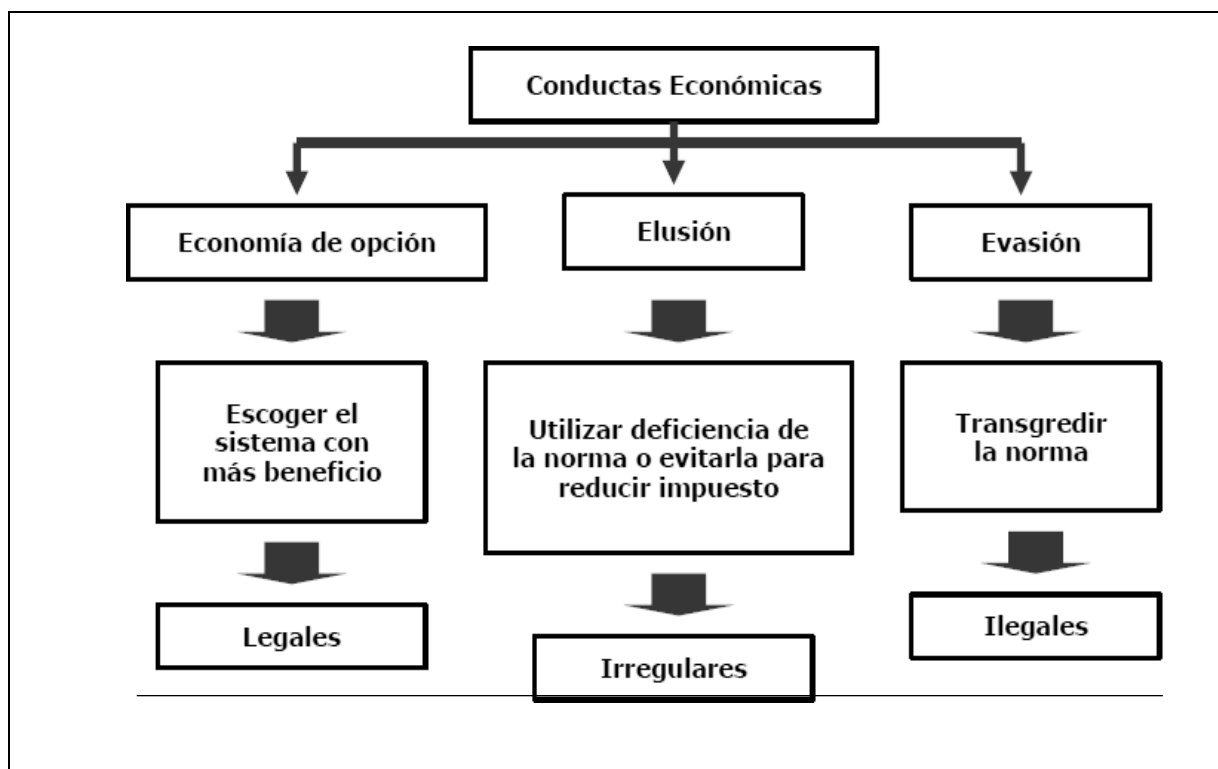 Conductas Económicas
Economía de opción
Elusión
Evasión
Escoger el
sistema con
más beneficio
Utilizar deficiencia de
la norma o evitarla para
reducir impuesto
Transgredir
la norma
Legales
Irregulares
Ilegales